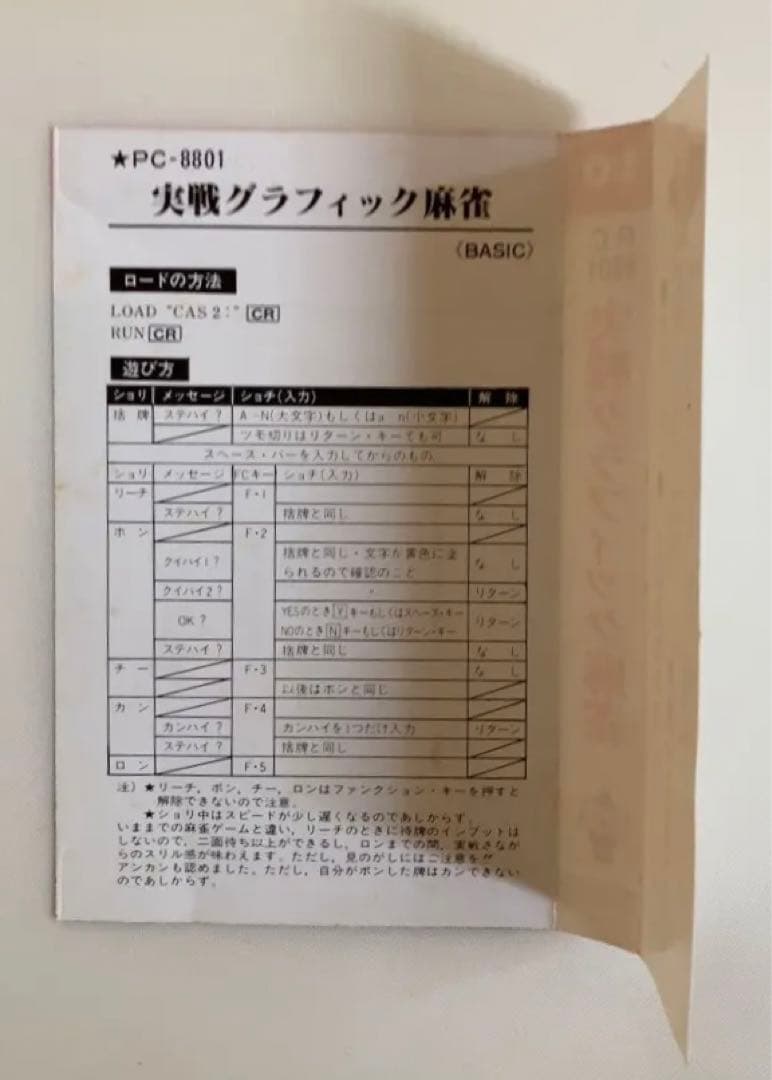 ★PC-8801
実戦グラフィック麻雀
(BASIC)
ロードの方法
LOAD "CAS 2:" CR
RUN CR
遊び方
ショリ メッセージ ショチ(入力) 解除
捨牌 ステハイ? A-N(大文字)もしくはa-n(小文字)
ツモ切りはリターン・キーでも可 なし
スペース・バーを入力してからのもの
ショリ メッセージ FCキー ショチ(入力) 解除
リーチ F・1
ステハイ? 捨牌と同じ なし
ポン F・2
クイハイ1? 捨牌と同じ・文字が黄色に塗
られるので確認のこと なし
クイハイ2? 〃 リターン
OK? YESのときYキーもしくはスペース・キー
NOのときNキーもしくはリターン・キー リターン
ステハイ? 捨牌と同じ なし
チー F・3 なし
以後はポンと同じ
カン F・4
カンハイ? カンハイを1つだけ入力 リターン
ステハイ? 捨牌と同じ
ロン F・5
注)★リーチ,ポン,チー,ロンはファンクション・キーを押すと
解除できないので注意。
★ショリ中はスピードが少し遅くなるのであしからず。
いままでの麻雀ゲームと違い,リーチのときに待牌のインプットは
しないので,二面待ち以上ができるし,ロンまでの間,実戦さなが
らのスリル感が味わえます。ただし,見のがしにはご注意を!!
アンカンも認めました。ただし,自分がポンした牌はカンできない
のであしからず。